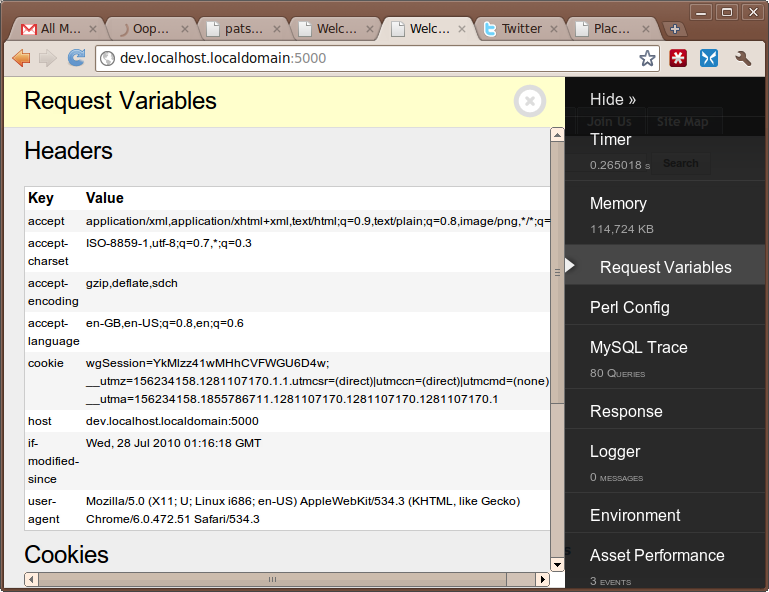 All M...
Oop...
pats...
Welc...
Welc...
Twitter
Plac...
dev.localhost.localdomain:5000
Request Variables
Headers
Key Value
accept application/xml,application/xhtml+xml,text/html;q=0.9,text/plain;q=0.8,image/png,*/*;q=
accept-
charset
ISO-8859-1,utf-8;q=0.7,*;q=0.3
accept-
encoding
gzip,deflate,sdch
accept-
language
en-GB,en-US;q=0.8,en;q=0.6
cookie wgSession=YkMlzz41wMHhCVFWGU6D4w;
__utmz=156234158.1281107170.1.1.utmcsr=(direct)|utmccn=(direct)|utmcmd=(none)
__utma=156234158.1855786711.1281107170.1281107170.1281107170.1
host dev.localhost.localdomain:5000
if-
modified-
since
Wed, 28 Jul 2010 01:16:18 GMT
user-
agent
Mozilla/5.0 (X11; U; Linux i686; en-US) AppleWebKit/534.3 (KHTML, like Gecko)
Chrome/6.0.472.51 Safari/534.3
Cookies
Hide »
Join Us
Site Map
Timer
0.265018 s
Search
Memory
114,724 KB
Request Variables
Perl Config
MySQL Trace
80 Queries
Response
Logger
0 messages
Environment
Asset Performance
3 events